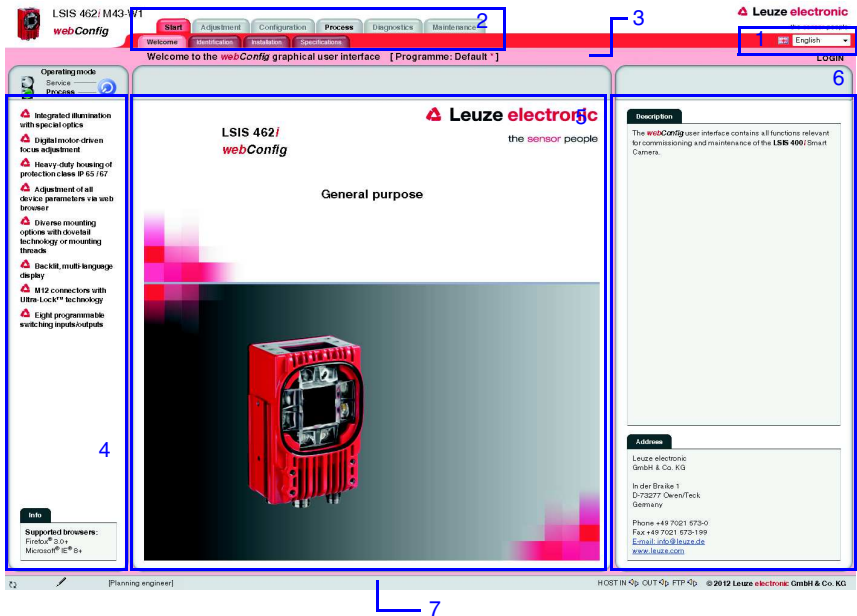 LSIS 462i M43-W1
webConfig
Start Adjustment Configuration Process Diagnostics Maintenance
2
Welcome Identification Installation Specifications
3
Leuze electronic
the sensor people
1
English
Welcome to the webConfig graphical user interface [ Programme: Default * ]
LOGIN
6
Operating mode
Service
Process
Integrated illumination
with special optics
Digital motor-driven
focus adjustment
Heavy-duty housing of
protection class IP 65 /67
Adjustment of all
device parameters via web
browser
Diverse mounting
options with dovetail
technology or mounting
threads
Backlit, multi-language
display
M12 connectors with
Ultra-Lock™ technology
Eight programmable
switching inputs/outputs
4
Info
Supported browsers:
Firefox® 3.0+
Microsoft® IE® 8+
Leuze electronic
5
the sensor people
LSIS 462i
webConfig
General purpose
Description
The webConfig user interface contains all functions relevant
for commissioning and maintenance of the LSIS 400i Smart
Camera.
Address
Leuze electronic
GmbH & Co. KG
In der Braike 1
D-73277 Owen/Teck
Germany
Phone +49 7021 573-0
Fax +49 7021 573-199
E-mail: info@leuze.de
www.leuze.com
[Planning engineer]
HOST IN OUT FTP © 2012 Leuze electronic GmbH & Co. KG
7